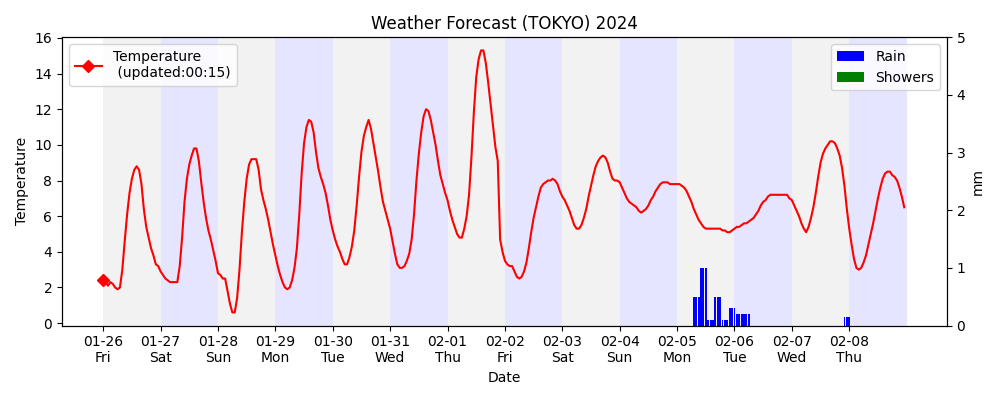 Weather Forecast (TOKYO) 2024
Temperature
(updated:00:15)
Rain
Showers
Temperature
16
14
12
10
8
6
4
2
0
5
4
3
2
1
0
mm
01-26 01-27 01-28 01-29 01-30 01-31 02-01 02-02 02-03 02-04 02-05 02-06 02-07 02-08
Fri Sat Sun Mon Tue Wed Thu Fri Sat Sun Mon Tue Wed Thu
Date